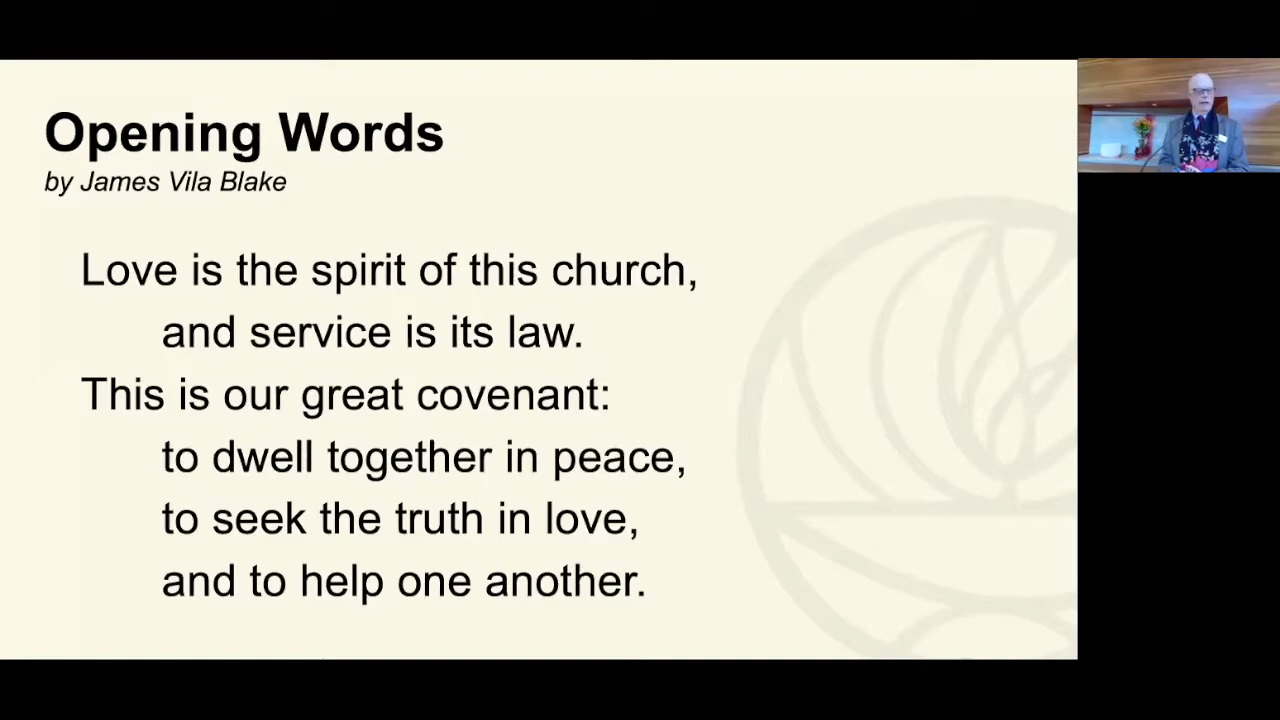 Opening Words
by James Vila Blake
Love is the spirit of this church,
and service is its law.
This is our great covenant:
to dwell together in peace,
to seek the truth in love,
and to help one another.